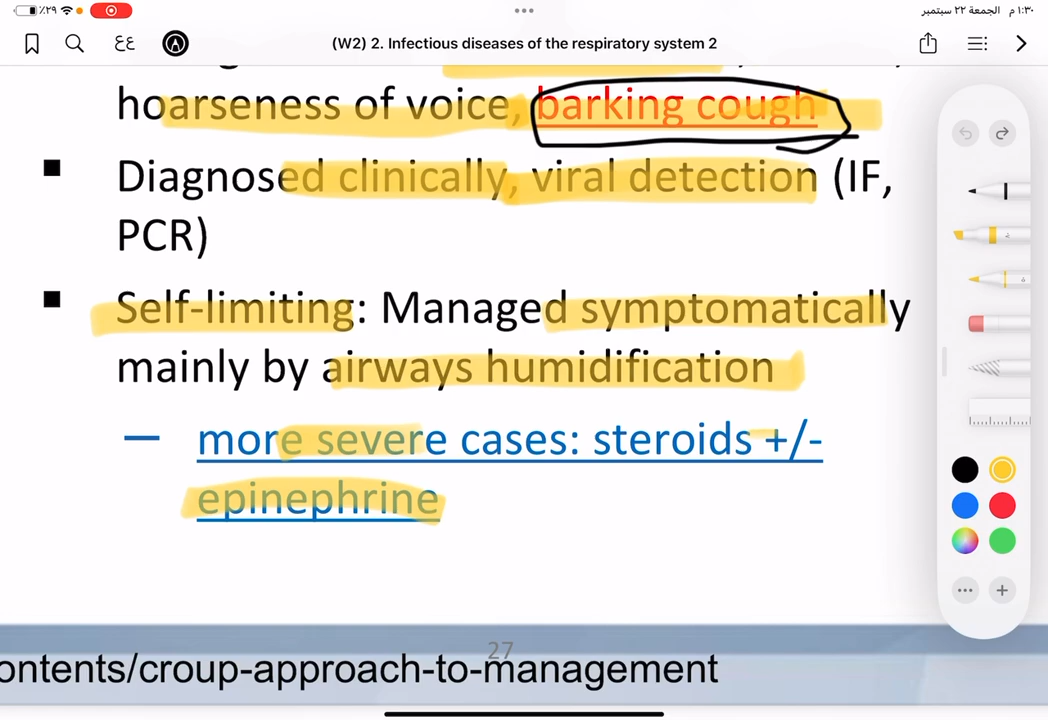 ٪٢٩ الجمعة ٢٢ سبتمبر ١:٣٠ م
ع٤ (W2) 2. Infectious diseases of the respiratory system 2
hoarseness of voice, barking cough
▪ Diagnosed clinically, viral detection (IF,
PCR)
▪ Self-limiting: Managed symptomatically
mainly by airways humidification
– more severe cases: steroids +/-
epinephrine
27
ontents/croup-approach-to-management